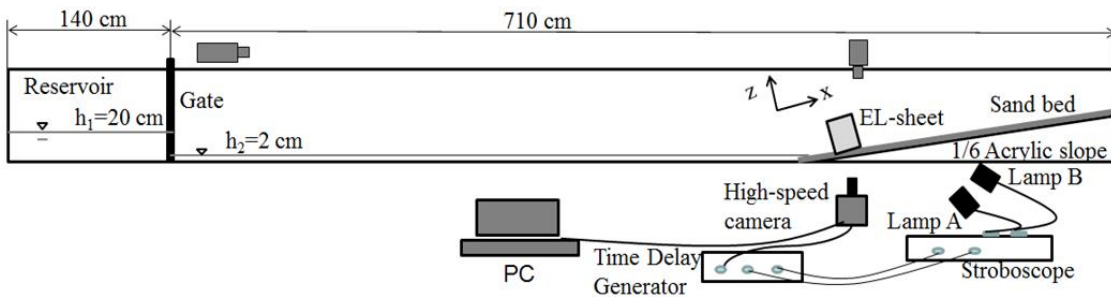 140 cm
710 cm
Reservoir
Gate
h₁=20 cm
h₂=2 cm
z
x
EL-sheet
Sand bed
1/6 Acrylic slope
High-speed
camera
Lamp B
Lamp A
PC
Time Delay
Generator
Stroboscope